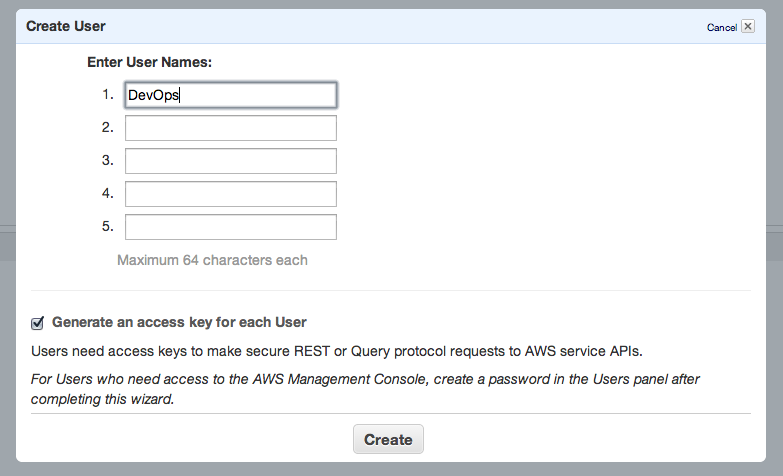 Create User
Cancel
Enter User Names:
1. DevOps
2.
3.
4.
5.
Maximum 64 characters each
Generate an access key for each User
Users need access keys to make secure REST or Query protocol requests to AWS service APIs.
For Users who need access to the AWS Management Console, create a password in the Users panel after
completing this wizard.
Create